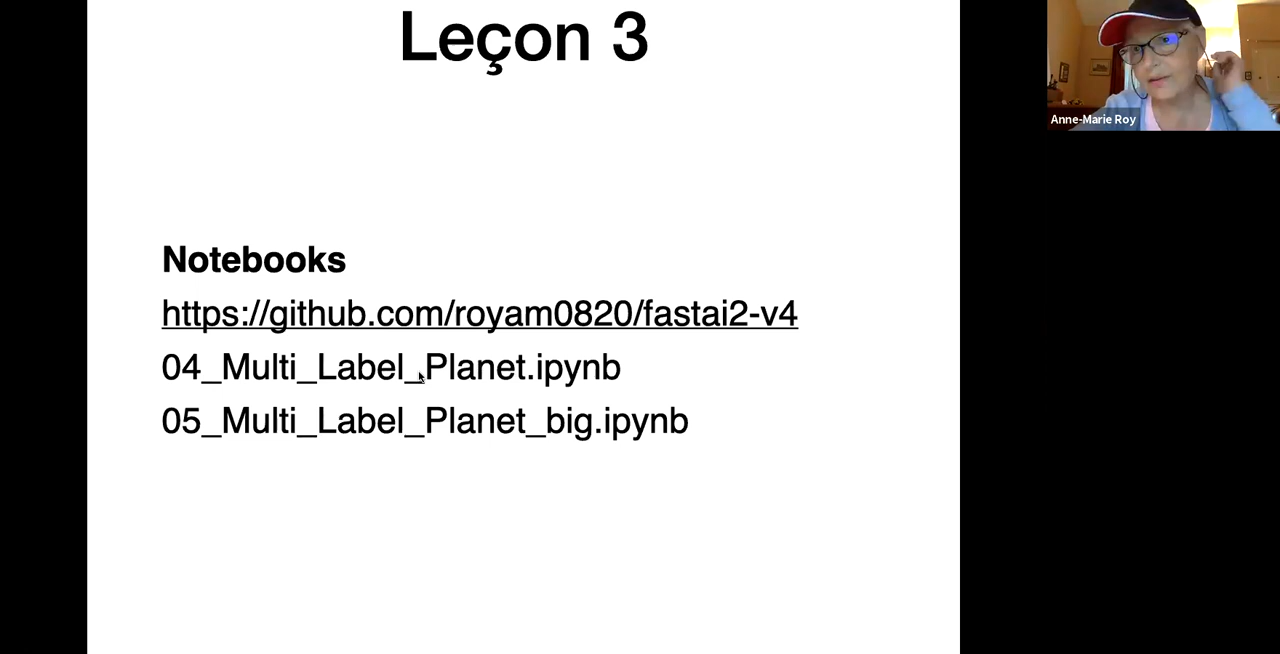 Leçon 3
Anne-Marie Roy
Notebooks
https://github.com/royam0820/fastai2-v4
04_Multi_Label_Planet.ipynb
05_Multi_Label_Planet_big.ipynb